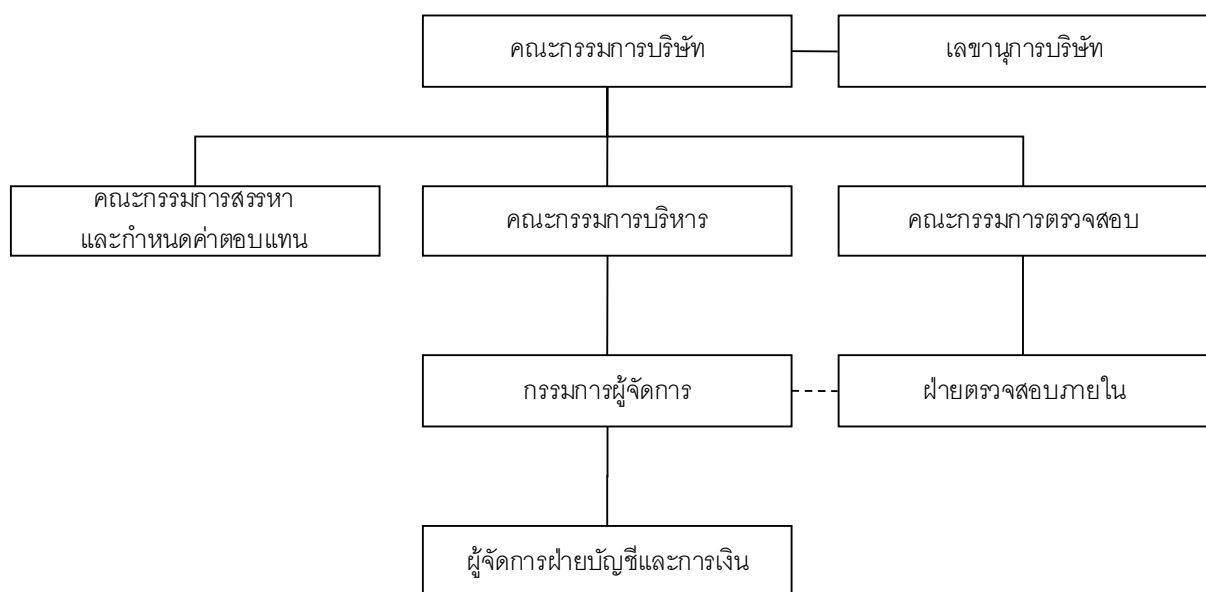 คณะกรรมการบริษัท
เลขานุการบริษัท
คณะกรรมการสรรหา
และกำหนดค่าตอบแทน
คณะกรรมการบริหาร
คณะกรรมการตรวจสอบ
กรรมการผู้จัดการ
ฝ่ายตรวจสอบภายใน
ผู้จัดการฝ่ายบัญชีและการเงิน